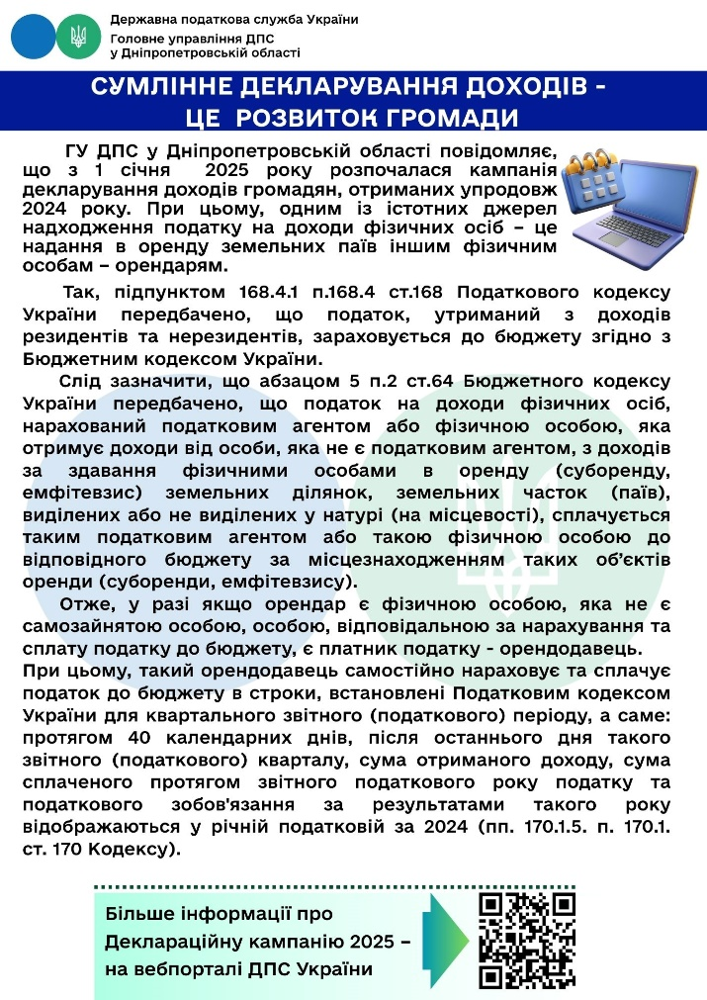 Державна податкова служба України
Головне управління ДПС
у Дніпропетровській області
СУМЛІННЕ ДЕКЛАРУВАННЯ ДОХОДІВ -
ЦЕ РОЗВИТОК ГРОМАДИ
ГУ ДПС у Дніпропетровській області повідомляє,
що з 1 січня 2025 року розпочалася кампанія
декларування доходів громадян, отриманих упродовж
2024 року. При цьому, одним із істотних джерел
надходження податку на доходи фізичних осіб – це
надання в оренду земельних паїв іншим фізичним
особам – орендарям.
Так, підпунктом 168.4.1 п.168.4 ст.168 Податкового кодексу
України передбачено, що податок, утриманий з доходів
резидентів та нерезидентів, зараховується до бюджету згідно з
Бюджетним кодексом України.
Слід зазначити, що абзацом 5 п.2 ст.64 Бюджетного кодексу
України передбачено, що податок на доходи фізичних осіб,
нарахований податковим агентом або фізичною особою, яка
отримує доходи від особи, яка не є податковим агентом, з доходів
за здавання фізичними особами в оренду (суборенду,
емфітевзис) земельних ділянок, земельних часток (паїв),
виділених або не виділених у натурі (на місцевості), сплачується
таким податковим агентом або такою фізичною особою до
відповідного бюджету за місцезнаходженням таких об’єктів
оренди (суборенди, емфітевзису).
Отже, у разі якщо орендар є фізичною особою, яка не є
самозайнятою особою, особою, відповідальною за нарахування та
сплату податку до бюджету, є платник податку - орендодавець.
При цьому, такий орендодавець самостійно нараховує та сплачує
податок до бюджету в строки, встановлені Податковим кодексом
України для квартального звітного (податкового) періоду, а саме:
протягом 40 календарних днів, після останнього дня такого
звітного (податкового) кварталу, сума отриманого доходу, сума
сплаченого протягом звітного податкового року податку та
податкового зобов'язання за результатами такого року
відображаються у річній податковій за 2024 (пп. 170.1.5. п. 170.1.
ст. 170 Кодексу).
Більше інформації про
Деклараційну кампанію 2025 –
на вебпорталі ДПС України